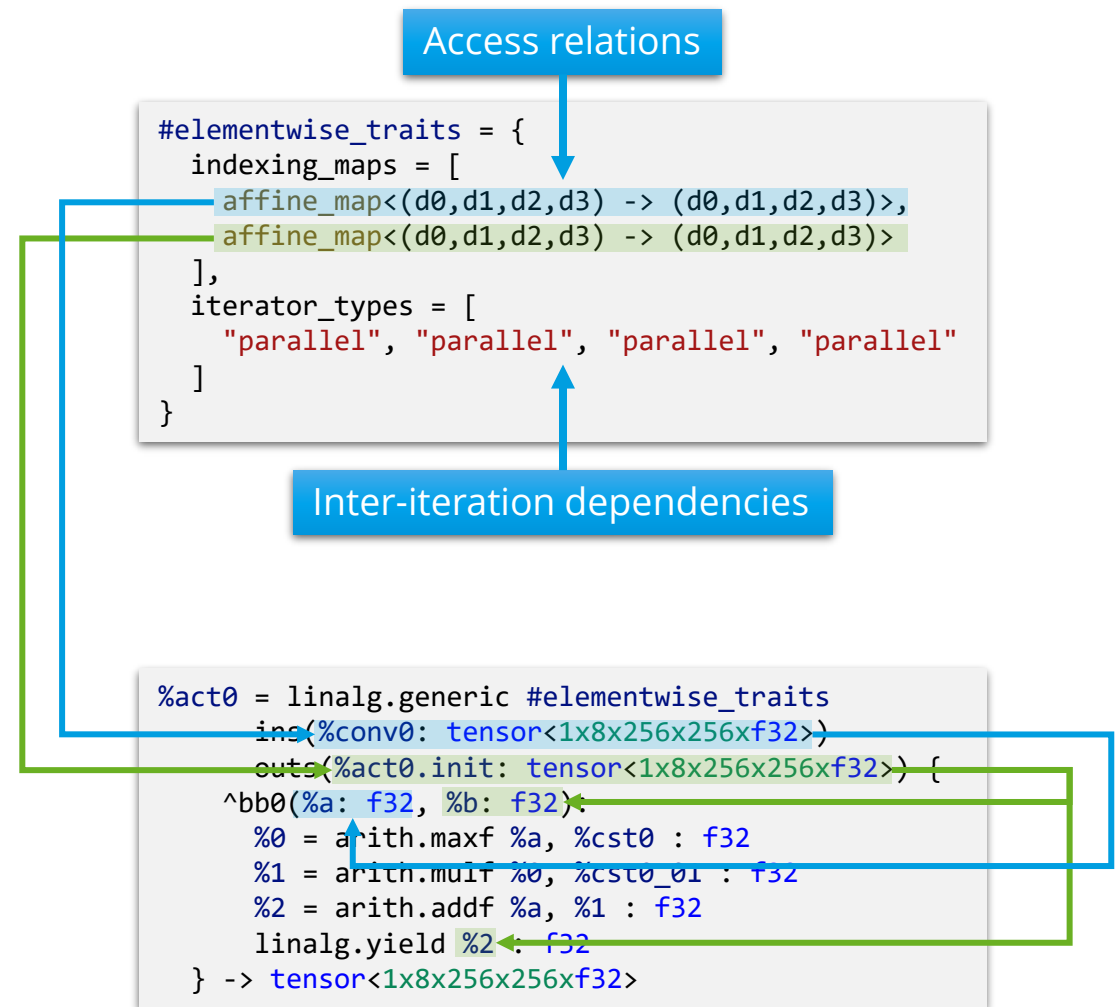 Access relations
#elementwise_traits = {
indexing_maps = [
affine_map<(d0,d1,d2,d3) -> (d0,d1,d2,d3)>,
affine_map<(d0,d1,d2,d3) -> (d0,d1,d2,d3)>
],
iterator_types = [
"parallel", "parallel", "parallel", "parallel"
]
}
Inter-iteration dependencies
%act0 = linalg.generic #elementwise_traits
ins(%conv0: tensor<1x8x256x256xf32>)
outs(%act0.init: tensor<1x8x256x256xf32>) {
^bb0(%a: f32, %b: f32):
%0 = arith.maxf %a, %cst0 : f32
%1 = arith.mulf %0, %cst0_01 : f32
%2 = arith.addf %a, %1 : f32
linalg.yield %2 : f32
} -> tensor<1x8x256x256xf32>